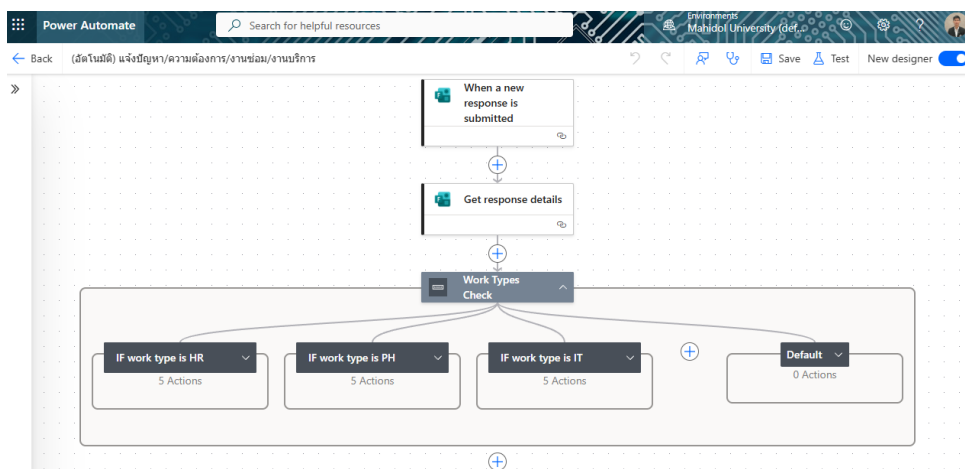 Power Automate
Search for helpful resources
Environments
Mahidol University (def...
Back
(อัตโนมัติ) แจ้งปัญหา/ความต้องการ/งานซ่อม/งานบริการ
Save
Test
New designer
When a new
response is
submitted
Get response details
Work Types
Check
IF work type is HR
5 Actions
IF work type is PH
5 Actions
IF work type is IT
5 Actions
Default
0 Actions